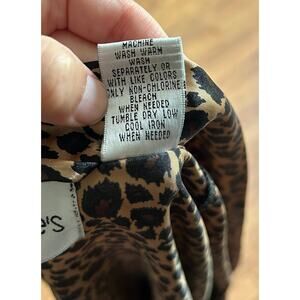 MACHINE
WASH WARM
WASH
SEPARATELY OR
WITH LIKE COLORS
ONLY NON-CHLORINE
BLEACH
WHEN NEEDED
TUMBLE DRY LOW
COOL IRON
WHEN NEEDED